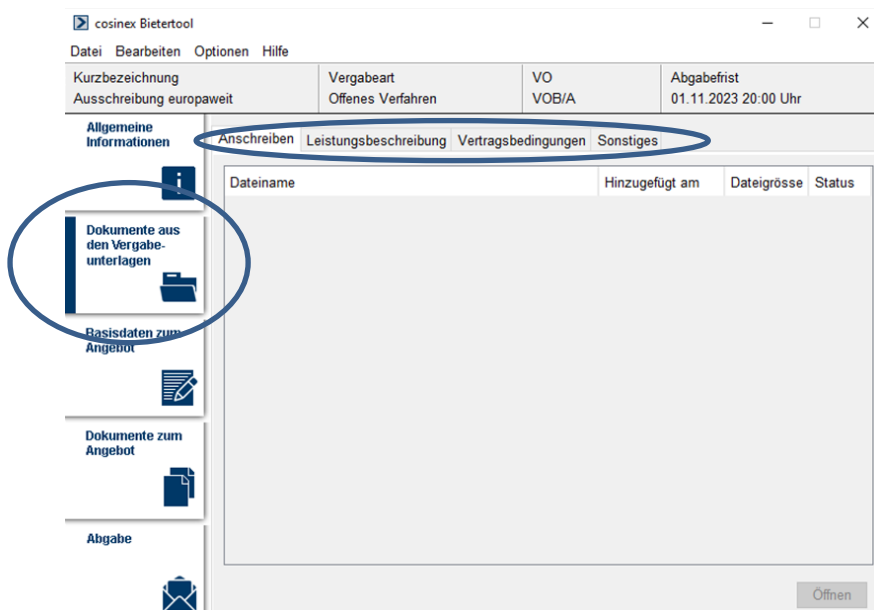 cosinex Bietertool
Datei Bearbeiten Optionen Hilfe
Kurzbezeichnung Vergabeart VO Abgabefrist
Ausschreibung europaweit Offenes Verfahren VOB/A 01.11.2023 20:00 Uhr
Allgemeine
Informationen
Anschreiben Leistungsbeschreibung Vertragsbedingungen Sonstiges
Dateiname Hinzugefügt am Dateigrösse Status
Dokumente aus
den Vergabe-
unterlagen
Basisdaten zum
Angebot
Dokumente zum
Angebot
Abgabe
Öffnen